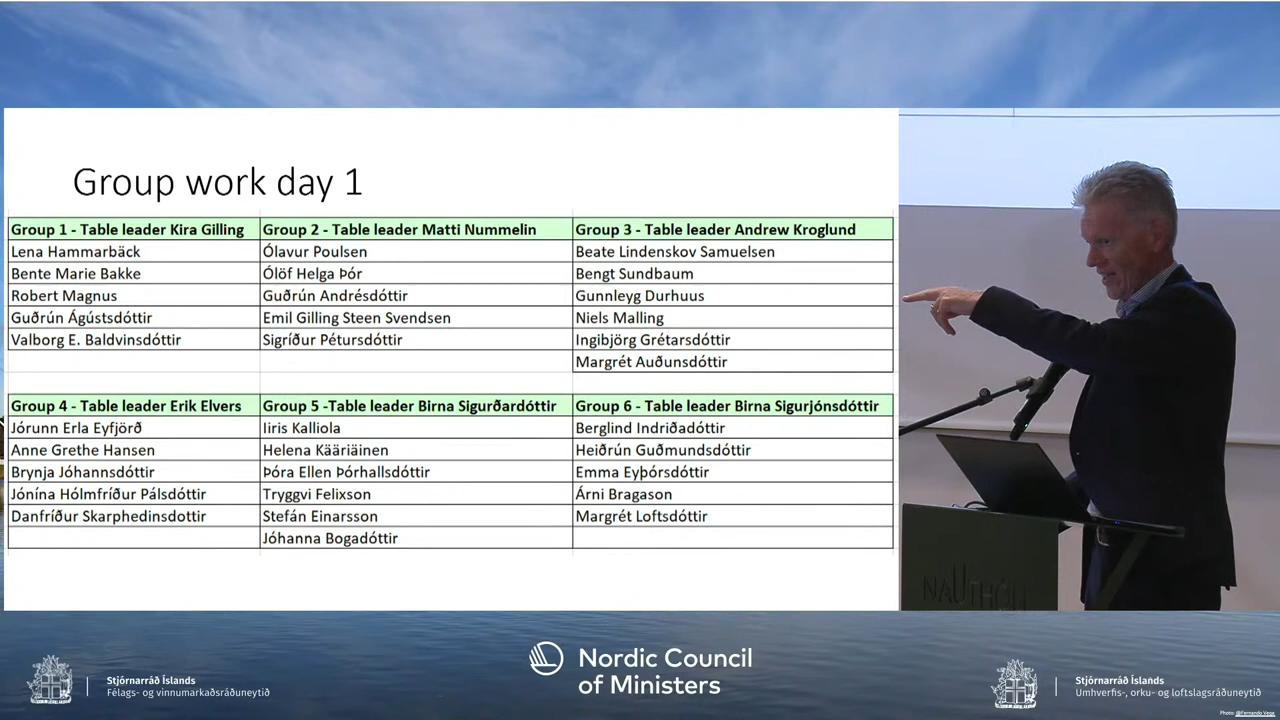 Group work day 1
Group 1 - Table leader Kira Gilling
Lena Hammarbäck
Bente Marie Bakke
Robert Magnus
Guðrún Ágústsdóttir
Valborg E. Baldvinsdóttir
Group 2 - Table leader Matti Nummelin
Ólavur Poulsen
Ólöf Helga Þór
Guðrún Andrésdóttir
Emil Gilling Steen Svendsen
Sigríður Pétursdóttir
Group 3 - Table leader Andrew Kroglund
Beate Lindenskov Samuelsen
Bengt Sundbaum
Gunnleyg Durhuus
Niels Malling
Ingibjörg Grétarsdóttir
Margrét Auðunsdóttir
Group 4 - Table leader Erik Elvers
Jórunn Erla Eyfjörð
Anne Grethe Hansen
Brynja Jóhannsdóttir
Jónína Hólmfríður Pálsdóttir
Danfríður Skarphedinsdottir
Group 5 -Table leader Birna Sigurðardóttir
Iiris Kalliola
Helena Kääriäinen
Þóra Ellen Þórhallsdóttir
Tryggvi Felixson
Stefán Einarsson
Jóhanna Bogadóttir
Group 6 - Table leader Birna Sigurjónsdóttir
Berglind Indriðadóttir
Heiðrún Guðmundsdóttir
Emma Eyþórsdóttir
Árni Bragason
Margrét Loftsdóttir
NAUTHÓLL
Stjórnarráð Íslands
Félags- og vinnumarkaðsráðuneytið
Nordic Council
of Ministers
Stjórnarráð Íslands
Umhverfis-, orku- og loftslagsráðuneytið
Photo: @Fernando Vega